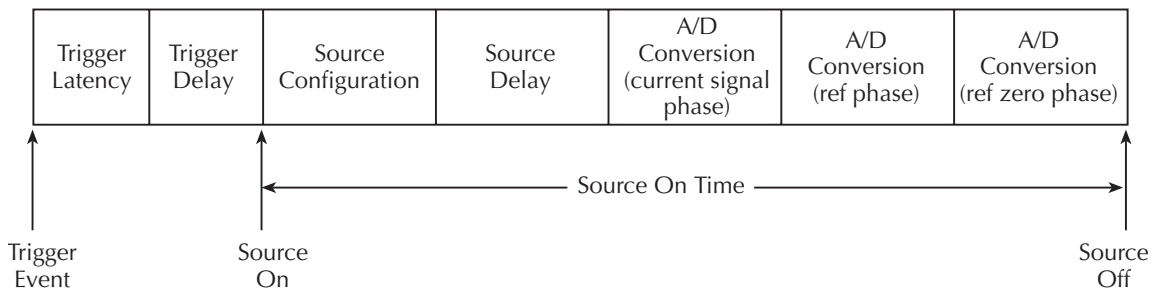 Trigger
Latency
Trigger
Delay
Source
Configuration
Source
Delay
A/D
Conversion
(current signal
phase)
A/D
Conversion
(ref phase)
A/D
Conversion
(ref zero phase)
Source On Time
Trigger
Event
Source
On
Source
Off